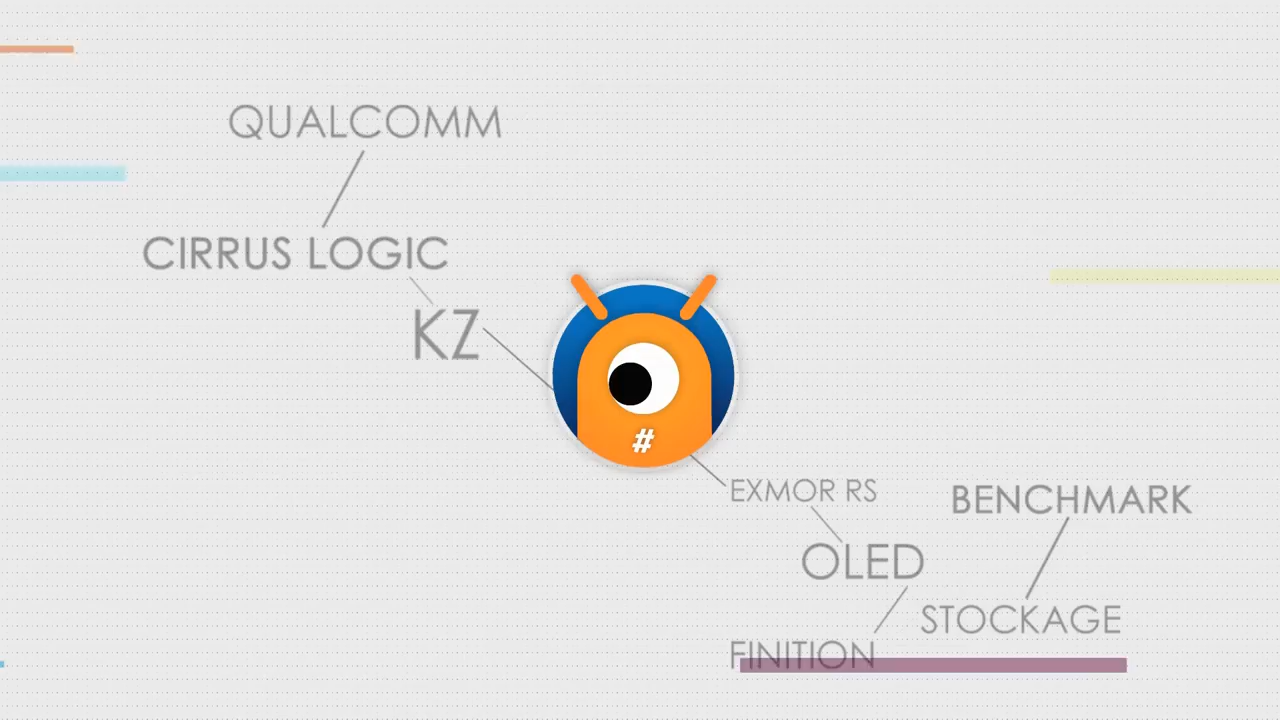 QUALCOMM
CIRRUS LOGIC
KZ
#
EXMOR RS
BENCHMARK
OLED
STOCKAGE
FINITION